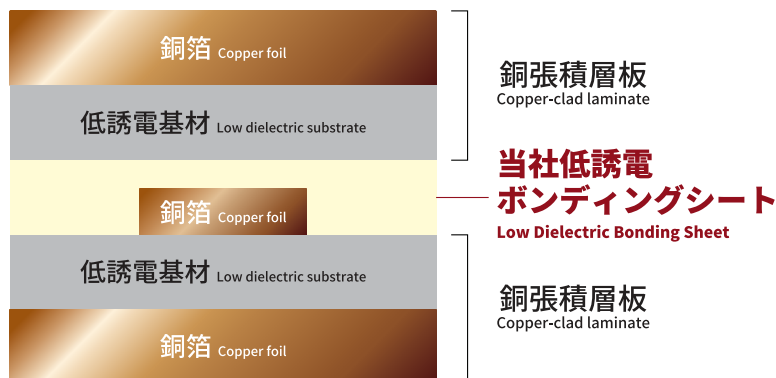 銅箔 Copper foil
低誘電基材 Low dielectric substrate
銅張積層板
Copper-clad laminate
当社低誘電
ボンディングシート
Low Dielectric Bonding Sheet
銅箔 Copper foil
低誘電基材 Low dielectric substrate
銅張積層板
Copper-clad laminate
銅箔 Copper foil